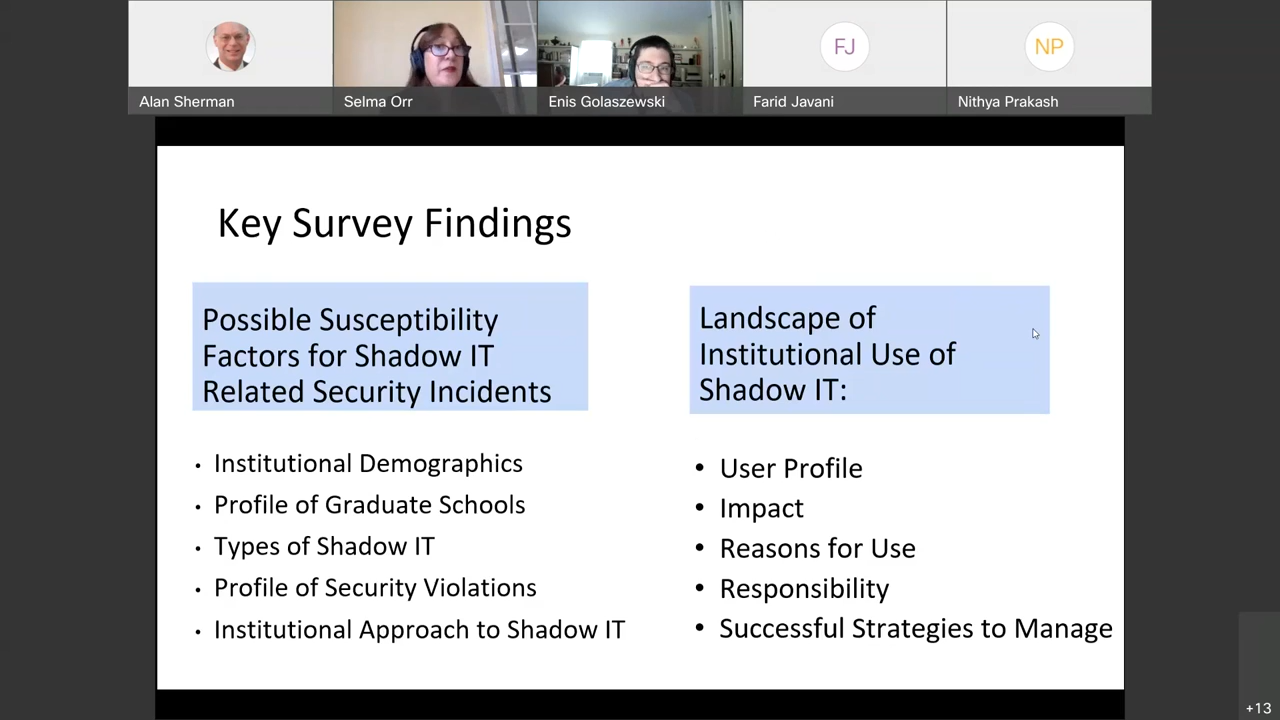 Alan Sherman
Selma Orr
Enis Golaszewski
FJ
Farid Javani
NP
Nithya Prakash
Key Survey Findings
Possible Susceptibility
Factors for Shadow IT
Related Security Incidents
• Institutional Demographics
• Profile of Graduate Schools
• Types of Shadow IT
• Profile of Security Violations
• Institutional Approach to Shadow IT
Landscape of
Institutional Use of
Shadow IT:
• User Profile
• Impact
• Reasons for Use
• Responsibility
• Successful Strategies to Manage
+13